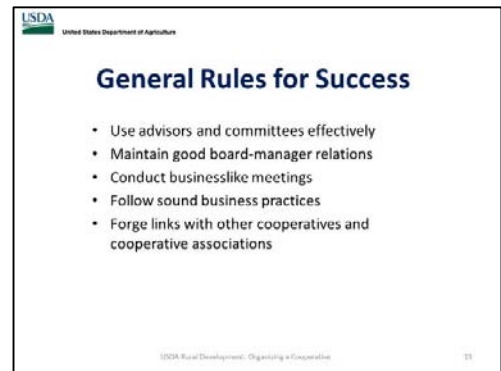 USDA
United States Department of Agriculture
General Rules for Success
• Use advisors and committees effectively
• Maintain good board-manager relations
• Conduct businesslike meetings
• Follow sound business practices
• Forge links with other cooperatives and
cooperative associations
USDA Rural Development: Organizing a Cooperative